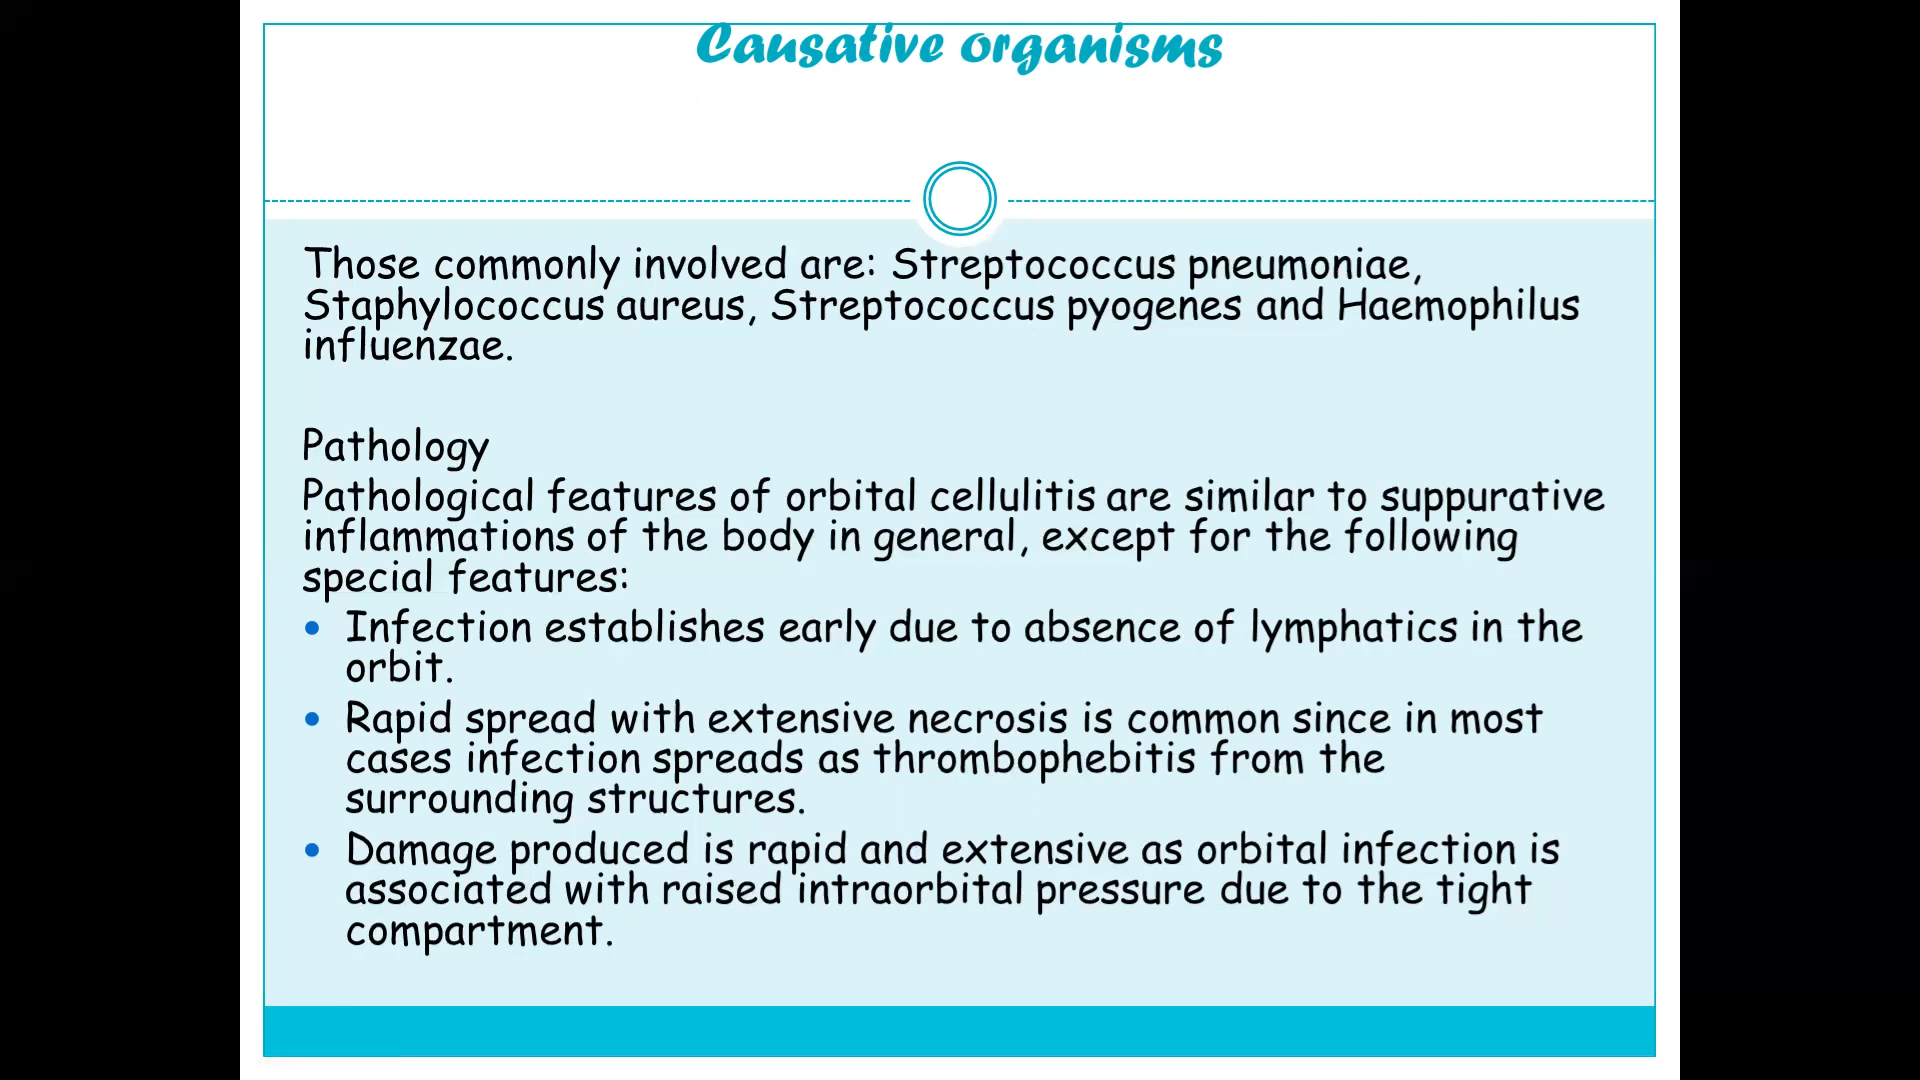 Causative organisms
Those commonly involved are: Streptococcus pneumoniae,
Staphylococcus aureus, Streptococcus pyogenes and Haemophilus
influenzae.
Pathology
Pathological features of orbital cellulitis are similar to suppurative
inflammations of the body in general, except for the following
special features:
• Infection establishes early due to absence of lymphatics in the
orbit.
• Rapid spread with extensive necrosis is common since in most
cases infection spreads as thrombophebitis from the
surrounding structures.
• Damage produced is rapid and extensive as orbital infection is
associated with raised intraorbital pressure due to the tight
compartment.